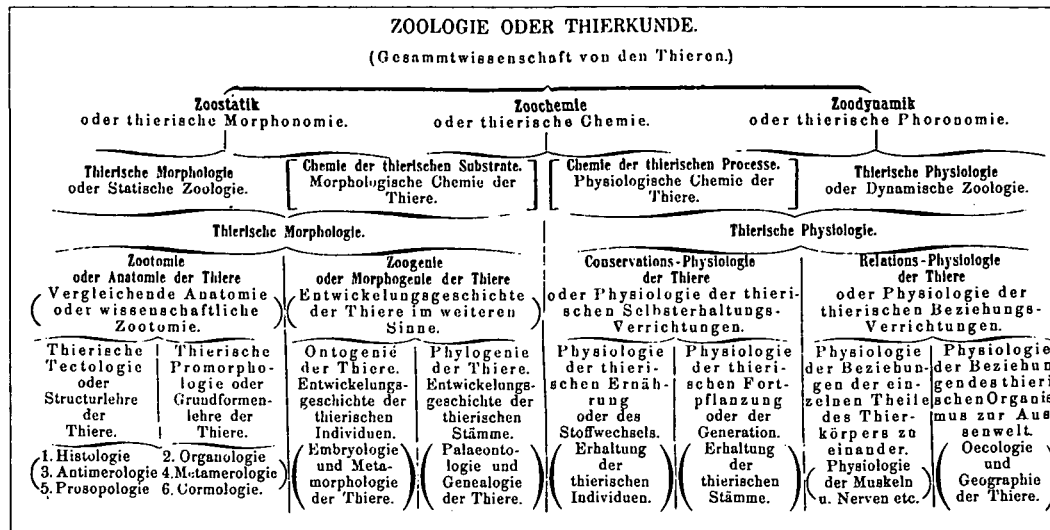 ZOOLOGIE ODER THIERKUNDE.
(Gesammtwissenschaft von den Thieren.)
Zoostatik
oder thierische Morphonomie.
Zoochemie
oder thierische Chemie.
Zoodynamik
oder thierische Phoronomie.
Thierische Morphologie
oder Statische Zoologie.
Chemie der thierischen Substrate.
Morphologische Chemie der
Thiere.
Chemie der thierischen Processe.
Physiologische Chemie der
Thiere.
Thierische Physiologie
oder Dynamische Zoologie.
Thierische Morphologie.
Thierische Physiologie.
Zootomie
oder Anatomie der Thiere
(Vergleichende Anatomie
oder wissenschaftliche
Zootomie.)
Zoogenie
oder Morphogenie der Thiere
(Entwickelungsgeschichte
der Thiere im weiteren
Sinne.)
Conservations-Physiologie
der Thiere
oder Physiologie der thieri-
schen Selbsterhaltungs-
Verrichtungen.
Relations-Physiologie
der Thiere
oder Physiologie der
thierischen Beziehungs-
Verrichtungen.
Thierische
Tectologie
oder
Structurlehre
der
Thiere.
Thierische
Promorpho-
logie oder
Grundformen-
lehre der
Thiere.
Ontogenie
der Thiere.
Entwickelungs-
geschichte der
thierischen
Individuen.
Phylogenie
der Thiere.
Entwickelungs-
geschichte der
thierischen
Stämme.
Physiologie
der thieri-
schen Ernäh-
rung
oder des
Stoffwechsels.
Physiologie
der thieri-
schen Fort-
pflanzung
oder der
Generation.
Physiologie
der Beziehun-
gen der ein-
zelnen Theile
des Thier-
körpers zu
einander.
Physiologie
der Beziehun
gen des thieri
schen Organis
mus zur Aus
senwelt.
1. Histologie 2. Organologie
3. Antimerologie 4. Metamerologie
5. Prosopologie 6. Cormologie.
(Embryologie
und Meta-
morphologie
der Thiere.)
(Palaeonto-
logie und
Genealogie
der Thiere.)
(Erhaltung
der
thierischen
Individuen.)
(Erhaltung
der
thierischen
Stämme.)
(Physiologie
der Muskeln
u. Nerven etc.)
(Oecologie
und
Geographie
der Thiere.)